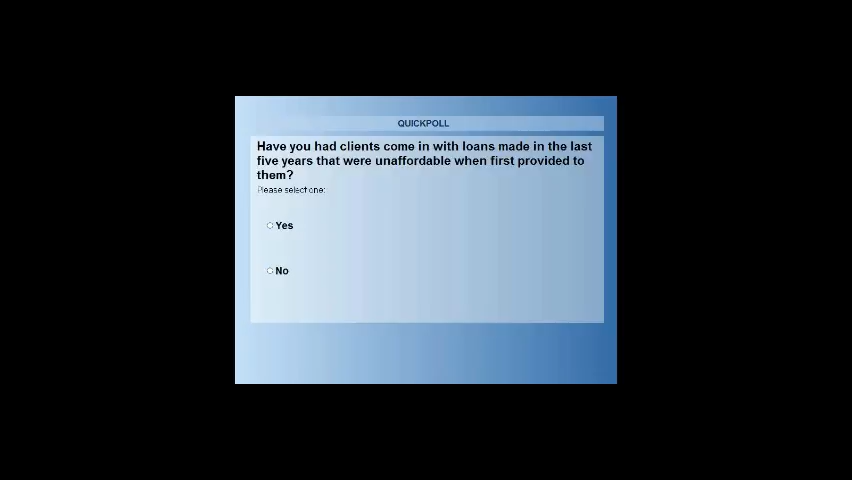 QUICKPOLL
Have you had clients come in with loans made in the last
five years that were unaffordable when first provided to
them?
Please select one:
Yes
No